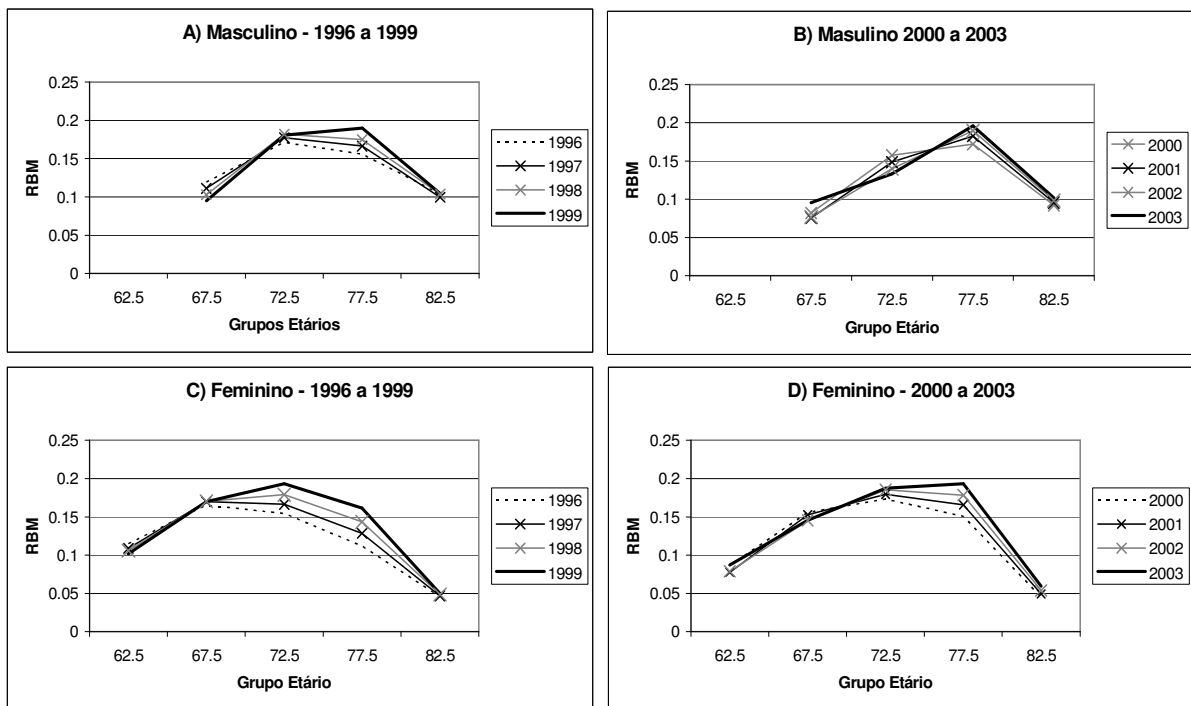 A) Masculino - 1996 a 1999
0.25
0.2
0.15
0.1
0.05
0
RBM
62.5 67.5 72.5 77.5 82.5
Grupos Etários
1996
1997
1998
1999
B) Masulino 2000 a 2003
0.25
0.2
0.15
0.1
0.05
0
RBM
62.5 67.5 72.5 77.5 82.5
Grupo Etário
2000
2001
2002
2003
C) Feminino - 1996 a 1999
0.25
0.2
0.15
0.1
0.05
0
RBM
62.5 67.5 72.5 77.5 82.5
Grupo Etário
1996
1997
1998
1999
D) Feminino - 2000 a 2003
0.25
0.2
0.15
0.1
0.05
0
RBM
62.5 67.5 72.5 77.5 82.5
Grupo Etário
2000
2001
2002
2003